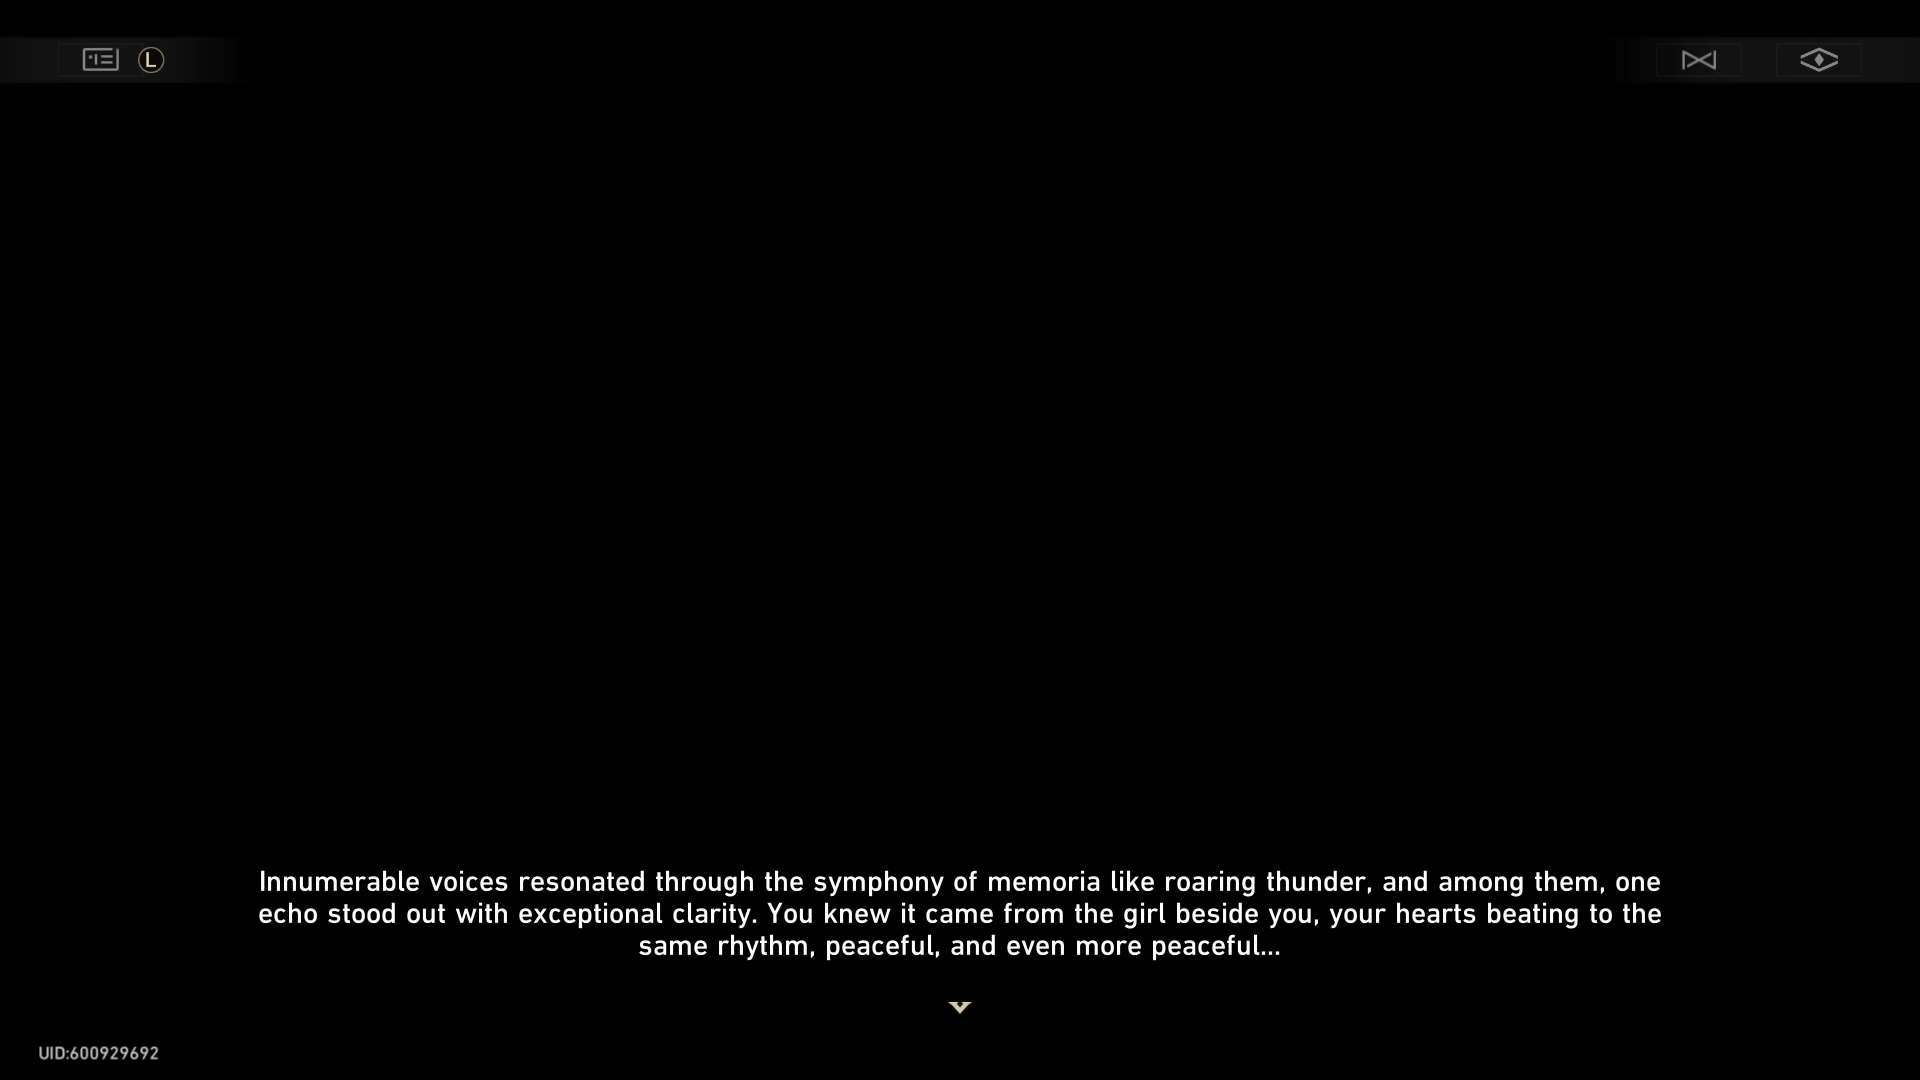 L
Innumerable voices resonated through the symphony of memoria like roaring thunder, and among them, one
echo stood out with exceptional clarity. You knew it came from the girl beside you, your hearts beating to the
same rhythm, peaceful, and even more peaceful...
UID:600929692